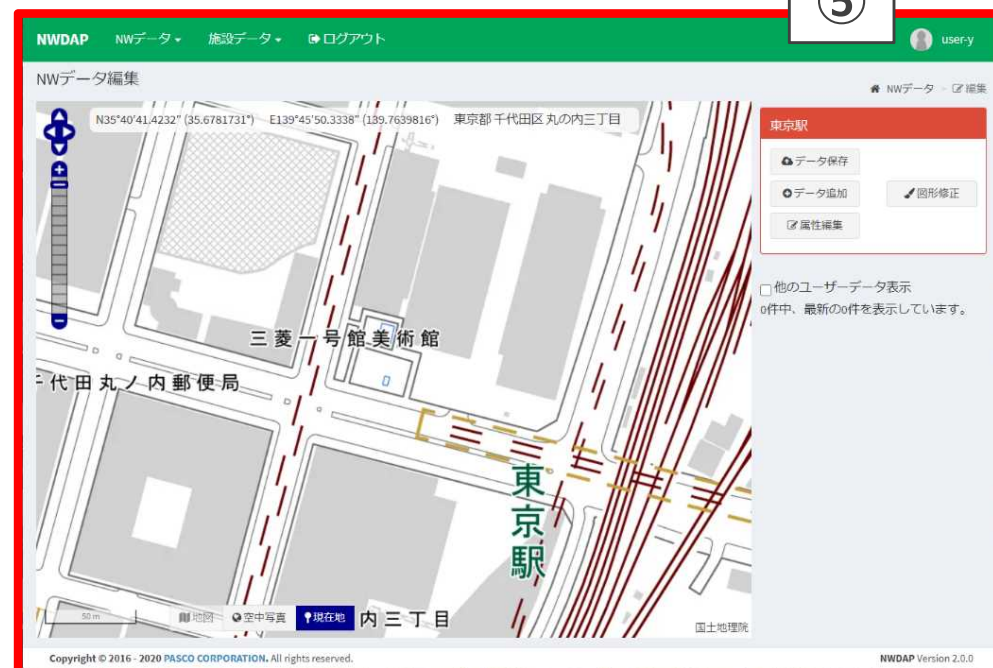 ⑤
NWDAP NWデータ 施設データ ログアウト user-y
NWデータ編集
NWデータ > 編集
N35°40'41.4232" (35.6781731°) E139°45'50.3338" (139.7639816°) 東京都 千代田区 丸の内三丁目
東京駅
データ保存
データ追加 図形修正
属性編集
他のユーザーデータ表示
0件中、最新の0件を表示しています。
三菱一号館美術館
千代田丸ノ内郵便局
東京駅
50 m 地図 空中写真 現在地 内三丁目
国土地理院
Copyright © 2016 - 2020 PASCO CORPORATION. All rights reserved. NWDAP Version 2.0.0